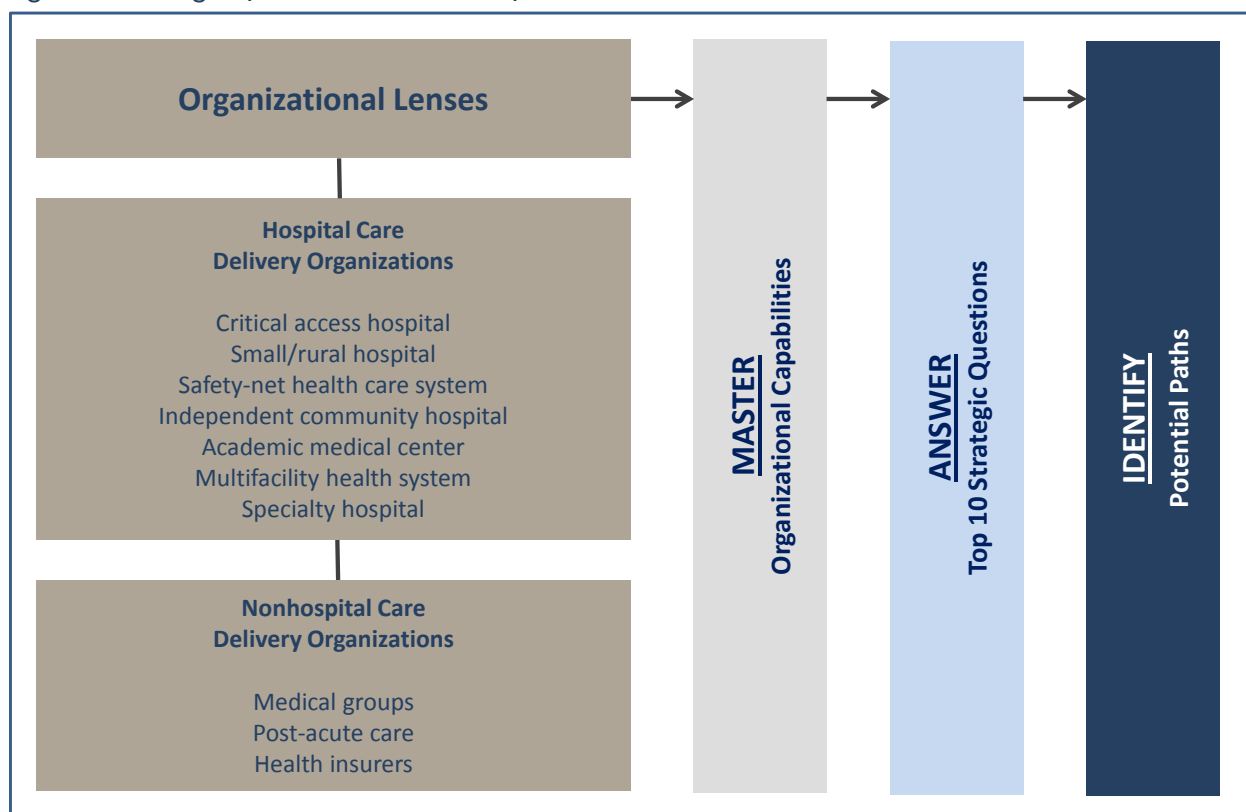 Organizational Lenses
Hospital Care
Delivery Organizations
Critical access hospital
Small/rural hospital
Safety-net health care system
Independent community hospital
Academic medical center
Multifacility health system
Specialty hospital
Nonhospital Care
Delivery Organizations
Medical groups
Post-acute care
Health insurers
MASTER
Organizational Capabilities
ANSWER
Top 10 Strategic Questions
IDENTIFY
Potential Paths